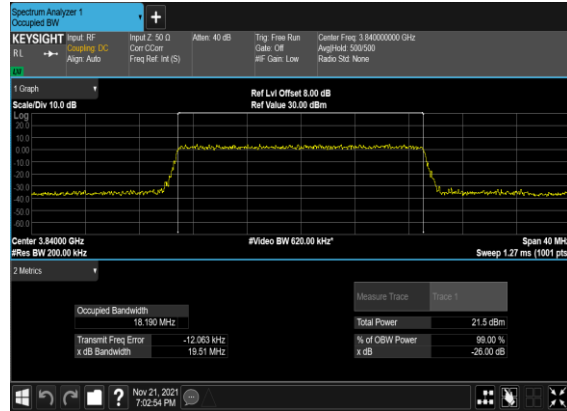 Spectrum Analyzer 1
Occupied BW
+
KEYSIGHT Input: RF Input Z: 50 Ω Atten: 40 dB Trig: Free Run Center Freq: 3.840000000 GHz
RL Coupling: DC Corr CCorr Gate: Off Avg|Hold: 500/500
Align: Auto Freq Ref: Int (S) #IF Gain: Low Radio Std: None
LW
1 Graph
Ref Lvl Offset 8.00 dB
Scale/Div 10.0 dB Ref Value 30.00 dBm
Log
20.0
10.0
0.00
-10.0
-20.0
-30.0
-40.0
-50.0
-60.0
Center 3.84000 GHz #Video BW 620.00 kHz* Span 40 MHz
#Res BW 200.00 kHz Sweep 1.27 ms (1001 pts
2 Metrics
Measure Trace Trace 1
Occupied Bandwidth
18.190 MHz Total Power 21.5 dBm
Transmit Freq Error -12.063 kHz % of OBW Power 99.00 %
x dB Bandwidth 19.51 MHz x dB -26.00 dB
? Nov 21, 2021
7:02:54 PM